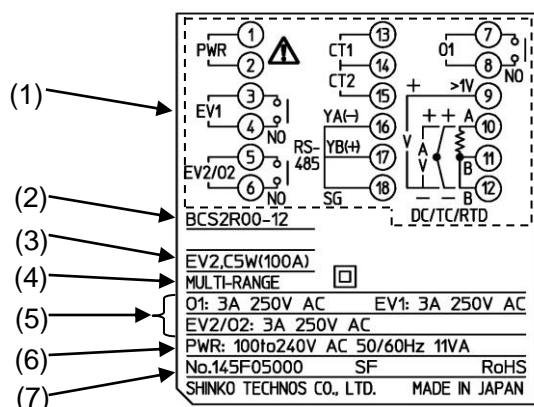 1 13 7
PWR CT1 O1
2 14 8
CT2 NO
3 15 + >1V 9
EV1 YA(-) + + A
4 16 10
NO RS-485 YB(+) V A V
5 17 B 11
EV2/O2
6 18 - - B 12
NO SG DC/TC/RTD
BCS2R00-12
EV2,C5W(100A)
MULTI-RANGE
O1: 3A 250V AC EV1: 3A 250V AC
EV2/O2: 3A 250V AC
PWR: 100to240V AC 50/60Hz 11VA
No.145F05000 SF RoHS
SHINKO TECHNOS CO., LTD. MADE IN JAPAN
(1)
(2)
(3)
(4)
(5)
(6)
(7)